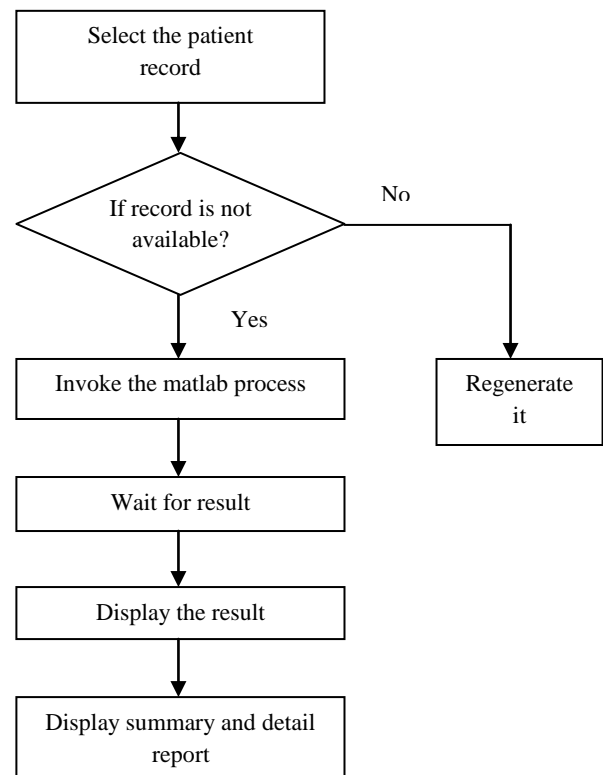 Select the patient
record
If record is not
available?
No
Yes
Invoke the matlab process
Regenerate
it
Wait for result
Display the result
Display summary and detail
report